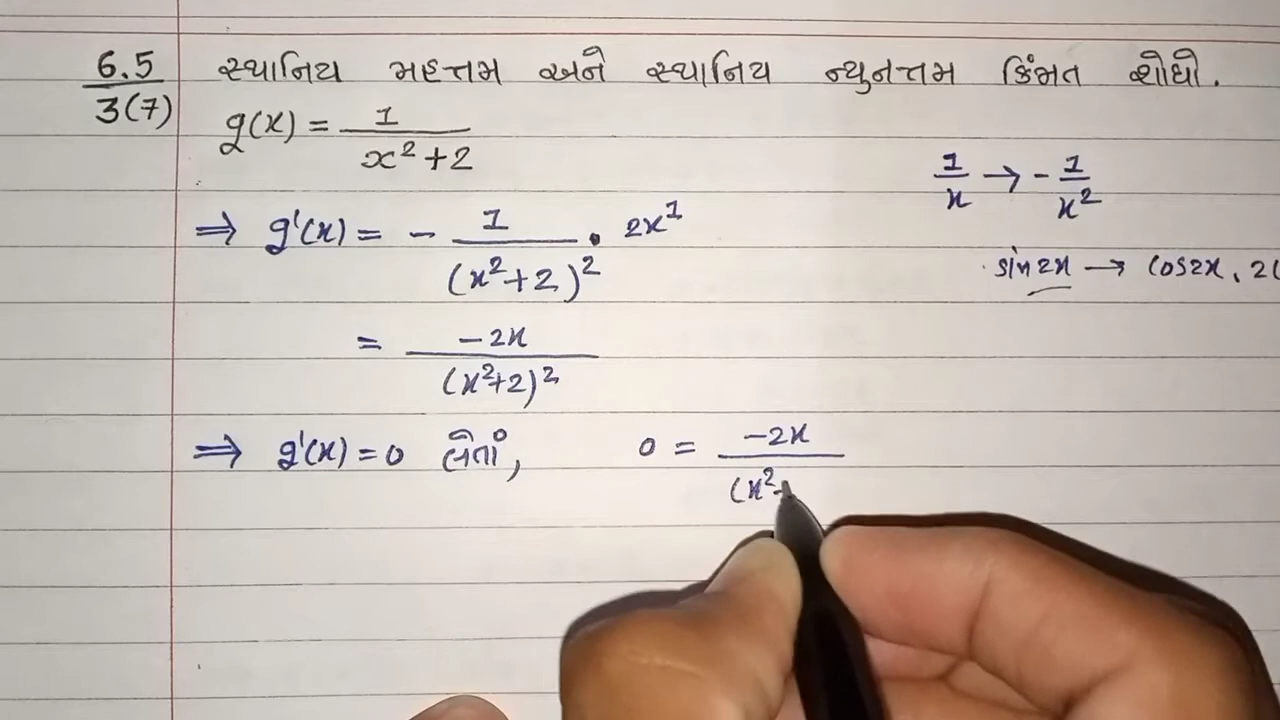 6.5 સ્થાનિય મહત્તમ અને સ્થાનિય ન્યુનત્તમ કિંમત શોધો.
3(7) g(x) = 1 / x² + 2
1/x → - 1/x²
⇒ g'(x) = - 1 / (x² + 2)² . 2x¹
sin2x → cos2x . 2(
= -2x / (x²+2)²
⇒ g'(x) = 0 લેતાં, 0 = -2x / (x²+